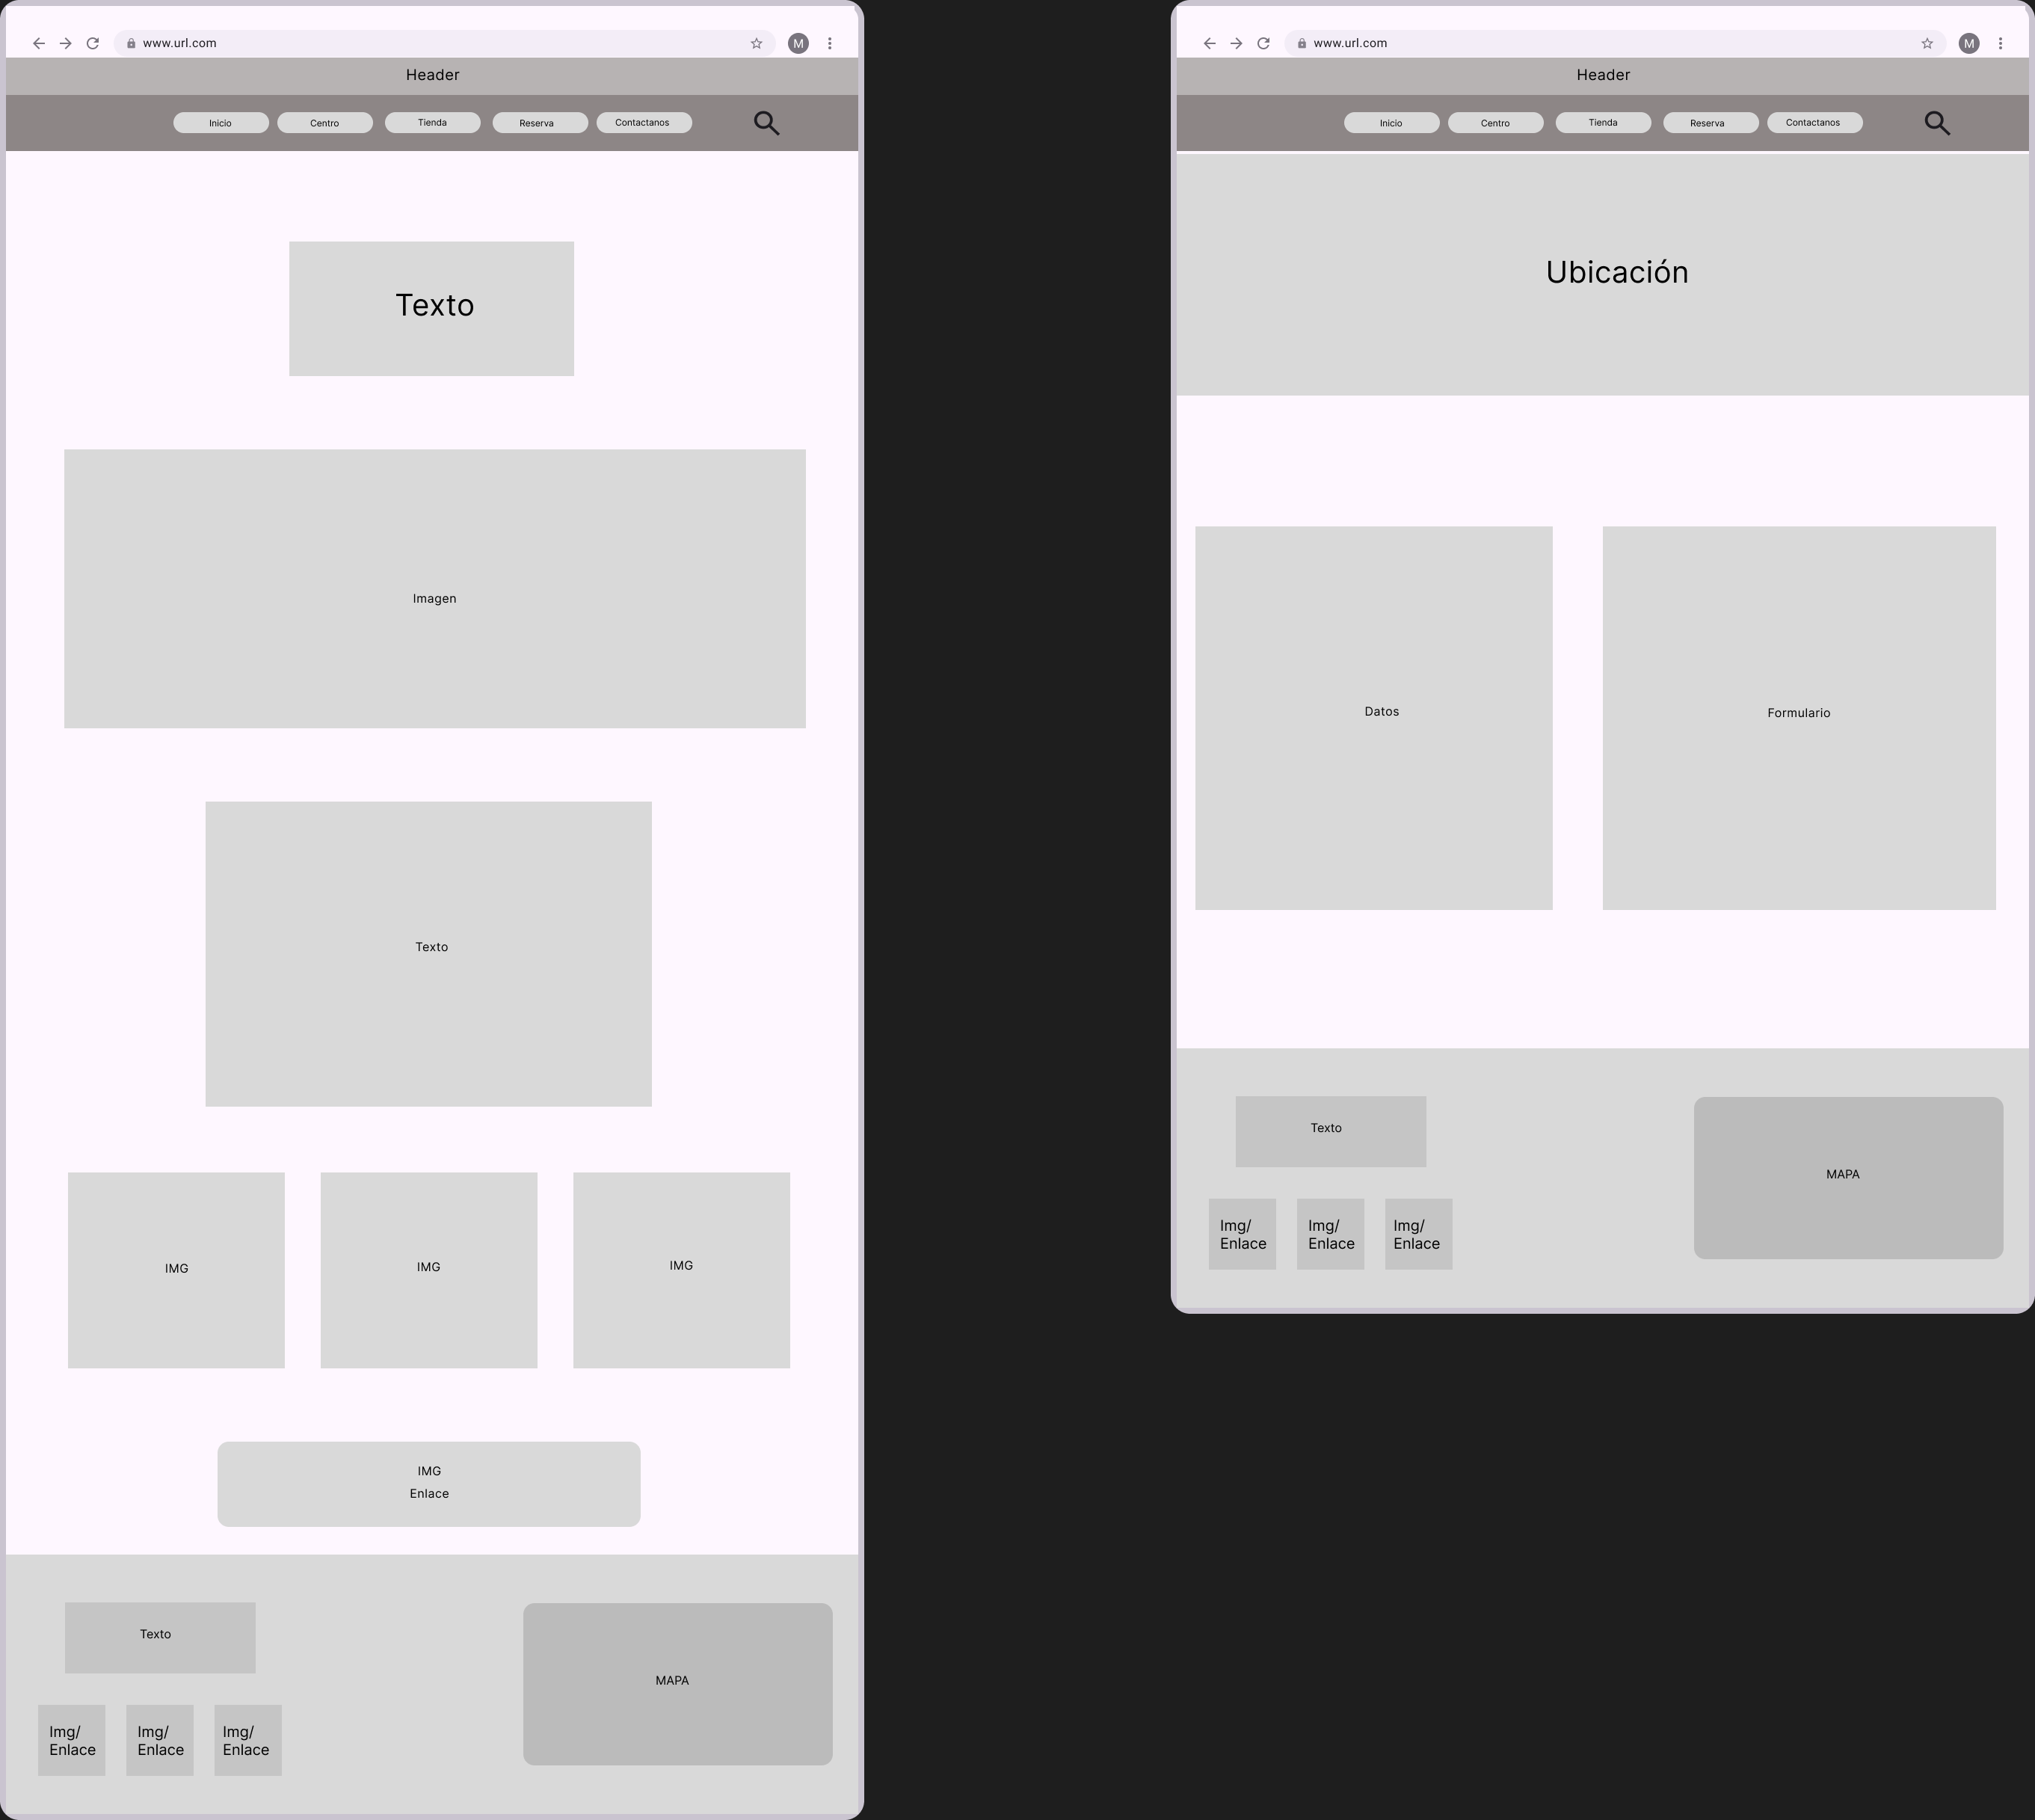 www.url.com
M
Header
Inicio
Centro
Tienda
Reserva
Contactanos
Texto
Imagen
Texto
IMG
IMG
IMG
IMG
Enlace
Texto
Img/
Enlace
Img/
Enlace
Img/
Enlace
MAPA
www.url.com
M
Header
Inicio
Centro
Tienda
Reserva
Contactanos
Ubicación
Datos
Formulario
Texto
Img/
Enlace
Img/
Enlace
Img/
Enlace
MAPA